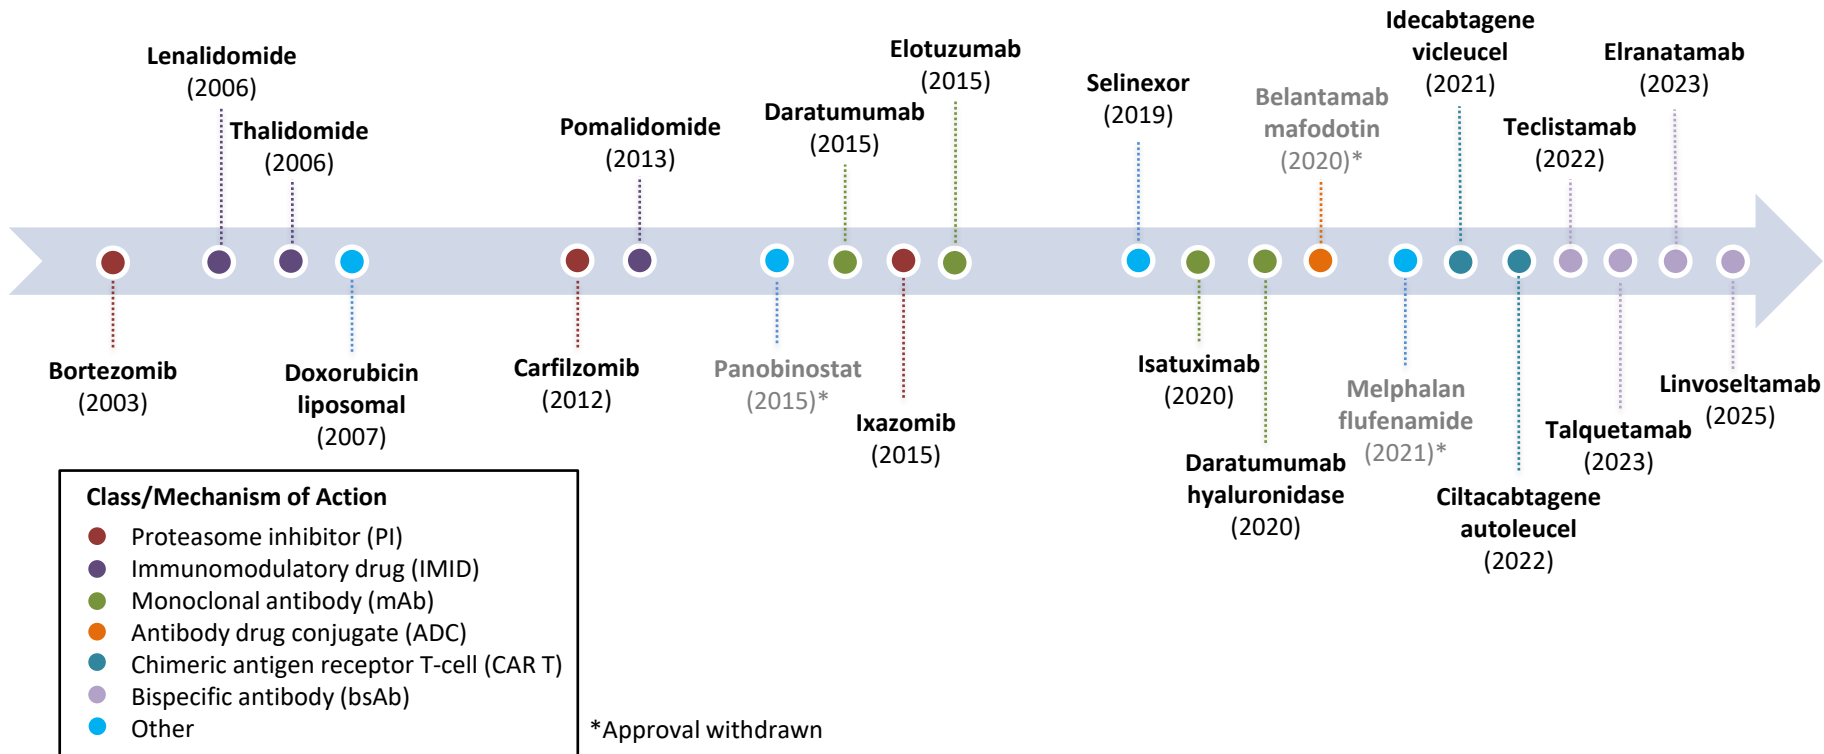 Lenalidomide
(2006)
Thalidomide
(2006)
Pomalidomide
(2013)
Daratumumab
(2015)
Elotuzumab
(2015)
Selinexor
(2019)
Belantamab
mafodotin
(2020)*
Idecabtagene
vicleucel
(2021)
Teclistamab
(2022)
Elranatamab
(2023)
Bortezomib
(2003)
Doxorubicin
liposomal
(2007)
Carfilzomib
(2012)
Panobinostat
(2015)*
Ixazomib
(2015)
Isatuximab
(2020)
Daratumumab
hyaluronidase
(2020)
Melphalan
flufenamide
(2021)*
Ciltacabtagene
autoleucel
(2022)
Talquetamab
(2023)
Linvoseltamab
(2025)
Class/Mechanism of Action
Proteasome inhibitor (PI)
Immunomodulatory drug (IMID)
Monoclonal antibody (mAb)
Antibody drug conjugate (ADC)
Chimeric antigen receptor T-cell (CAR T)
Bispecific antibody (bsAb)
Other
*Approval withdrawn